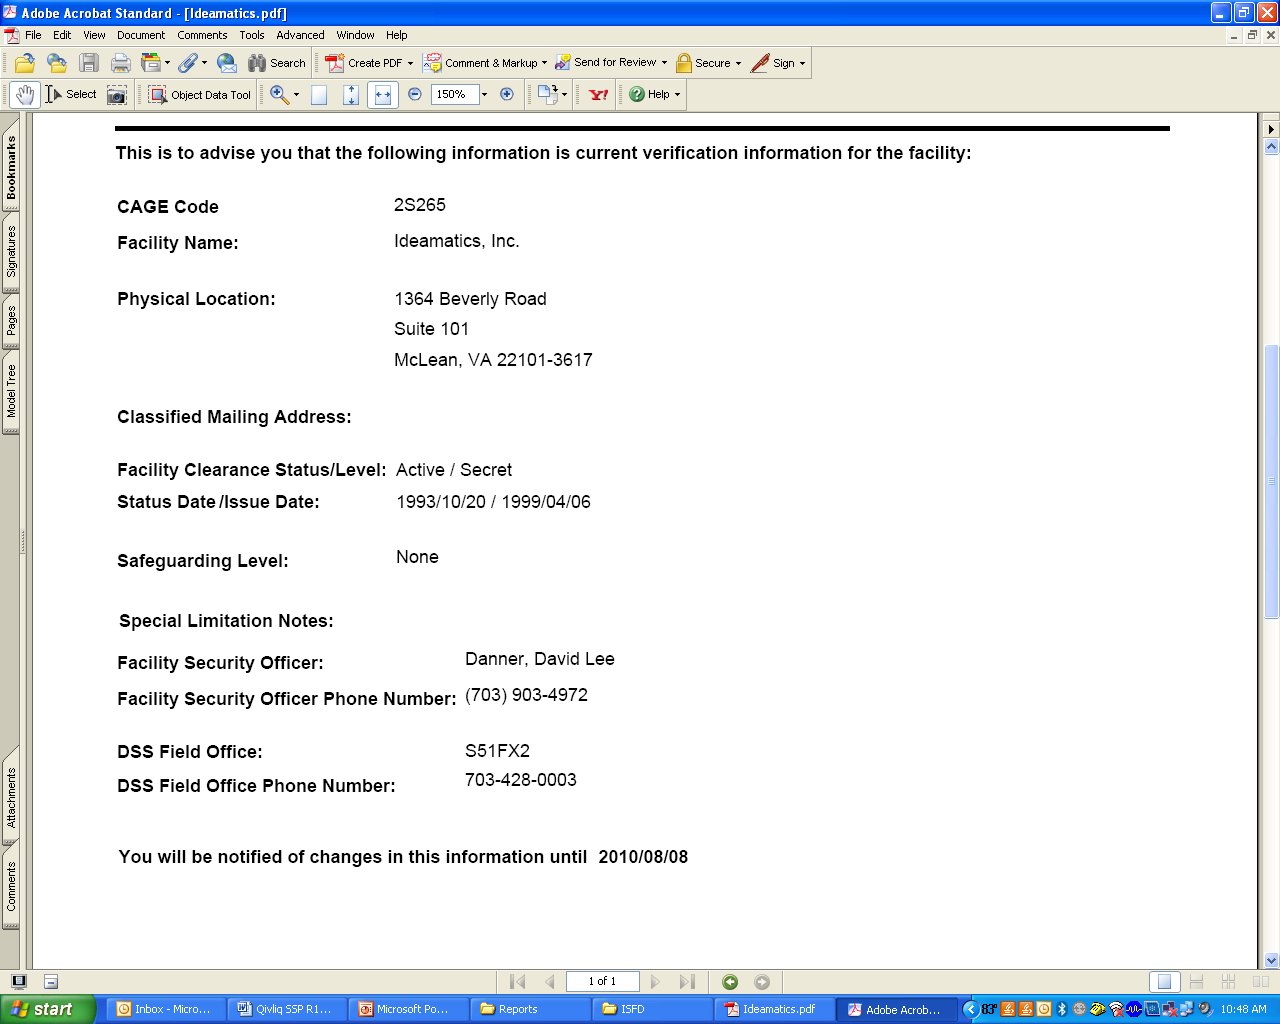 Adobe Acrobat Standard - [Ideamatics.pdf]
File Edit View Document Comments Tools Advanced Window Help
Search Create PDF Comment & Markup Send for Review Secure Sign
Select Object Data Tool 150% Y! Help
Bookmarks
Signatures
Pages
Model Tree
Attachments
Comments
This is to advise you that the following information is current verification information for the facility:
CAGE Code 2S265
Facility Name: Ideamatics, Inc.
Physical Location: 1364 Beverly Road
Suite 101
McLean, VA 22101-3617
Classified Mailing Address:
Facility Clearance Status/Level: Active / Secret
Status Date/Issue Date: 1993/10/20 / 1999/04/06
Safeguarding Level: None
Special Limitation Notes:
Facility Security Officer: Danner, David Lee
Facility Security Officer Phone Number: (703) 903-4972
DSS Field Office: S51FX2
DSS Field Office Phone Number: 703-428-0003
You will be notified of changes in this information until 2010/08/08
1 of 1
start Inbox - Micro... Qivliq SSP R1... Microsoft Po... Reports ISFD Ideamatics.pdf Adobe Acrob... 83° 10:48 AM